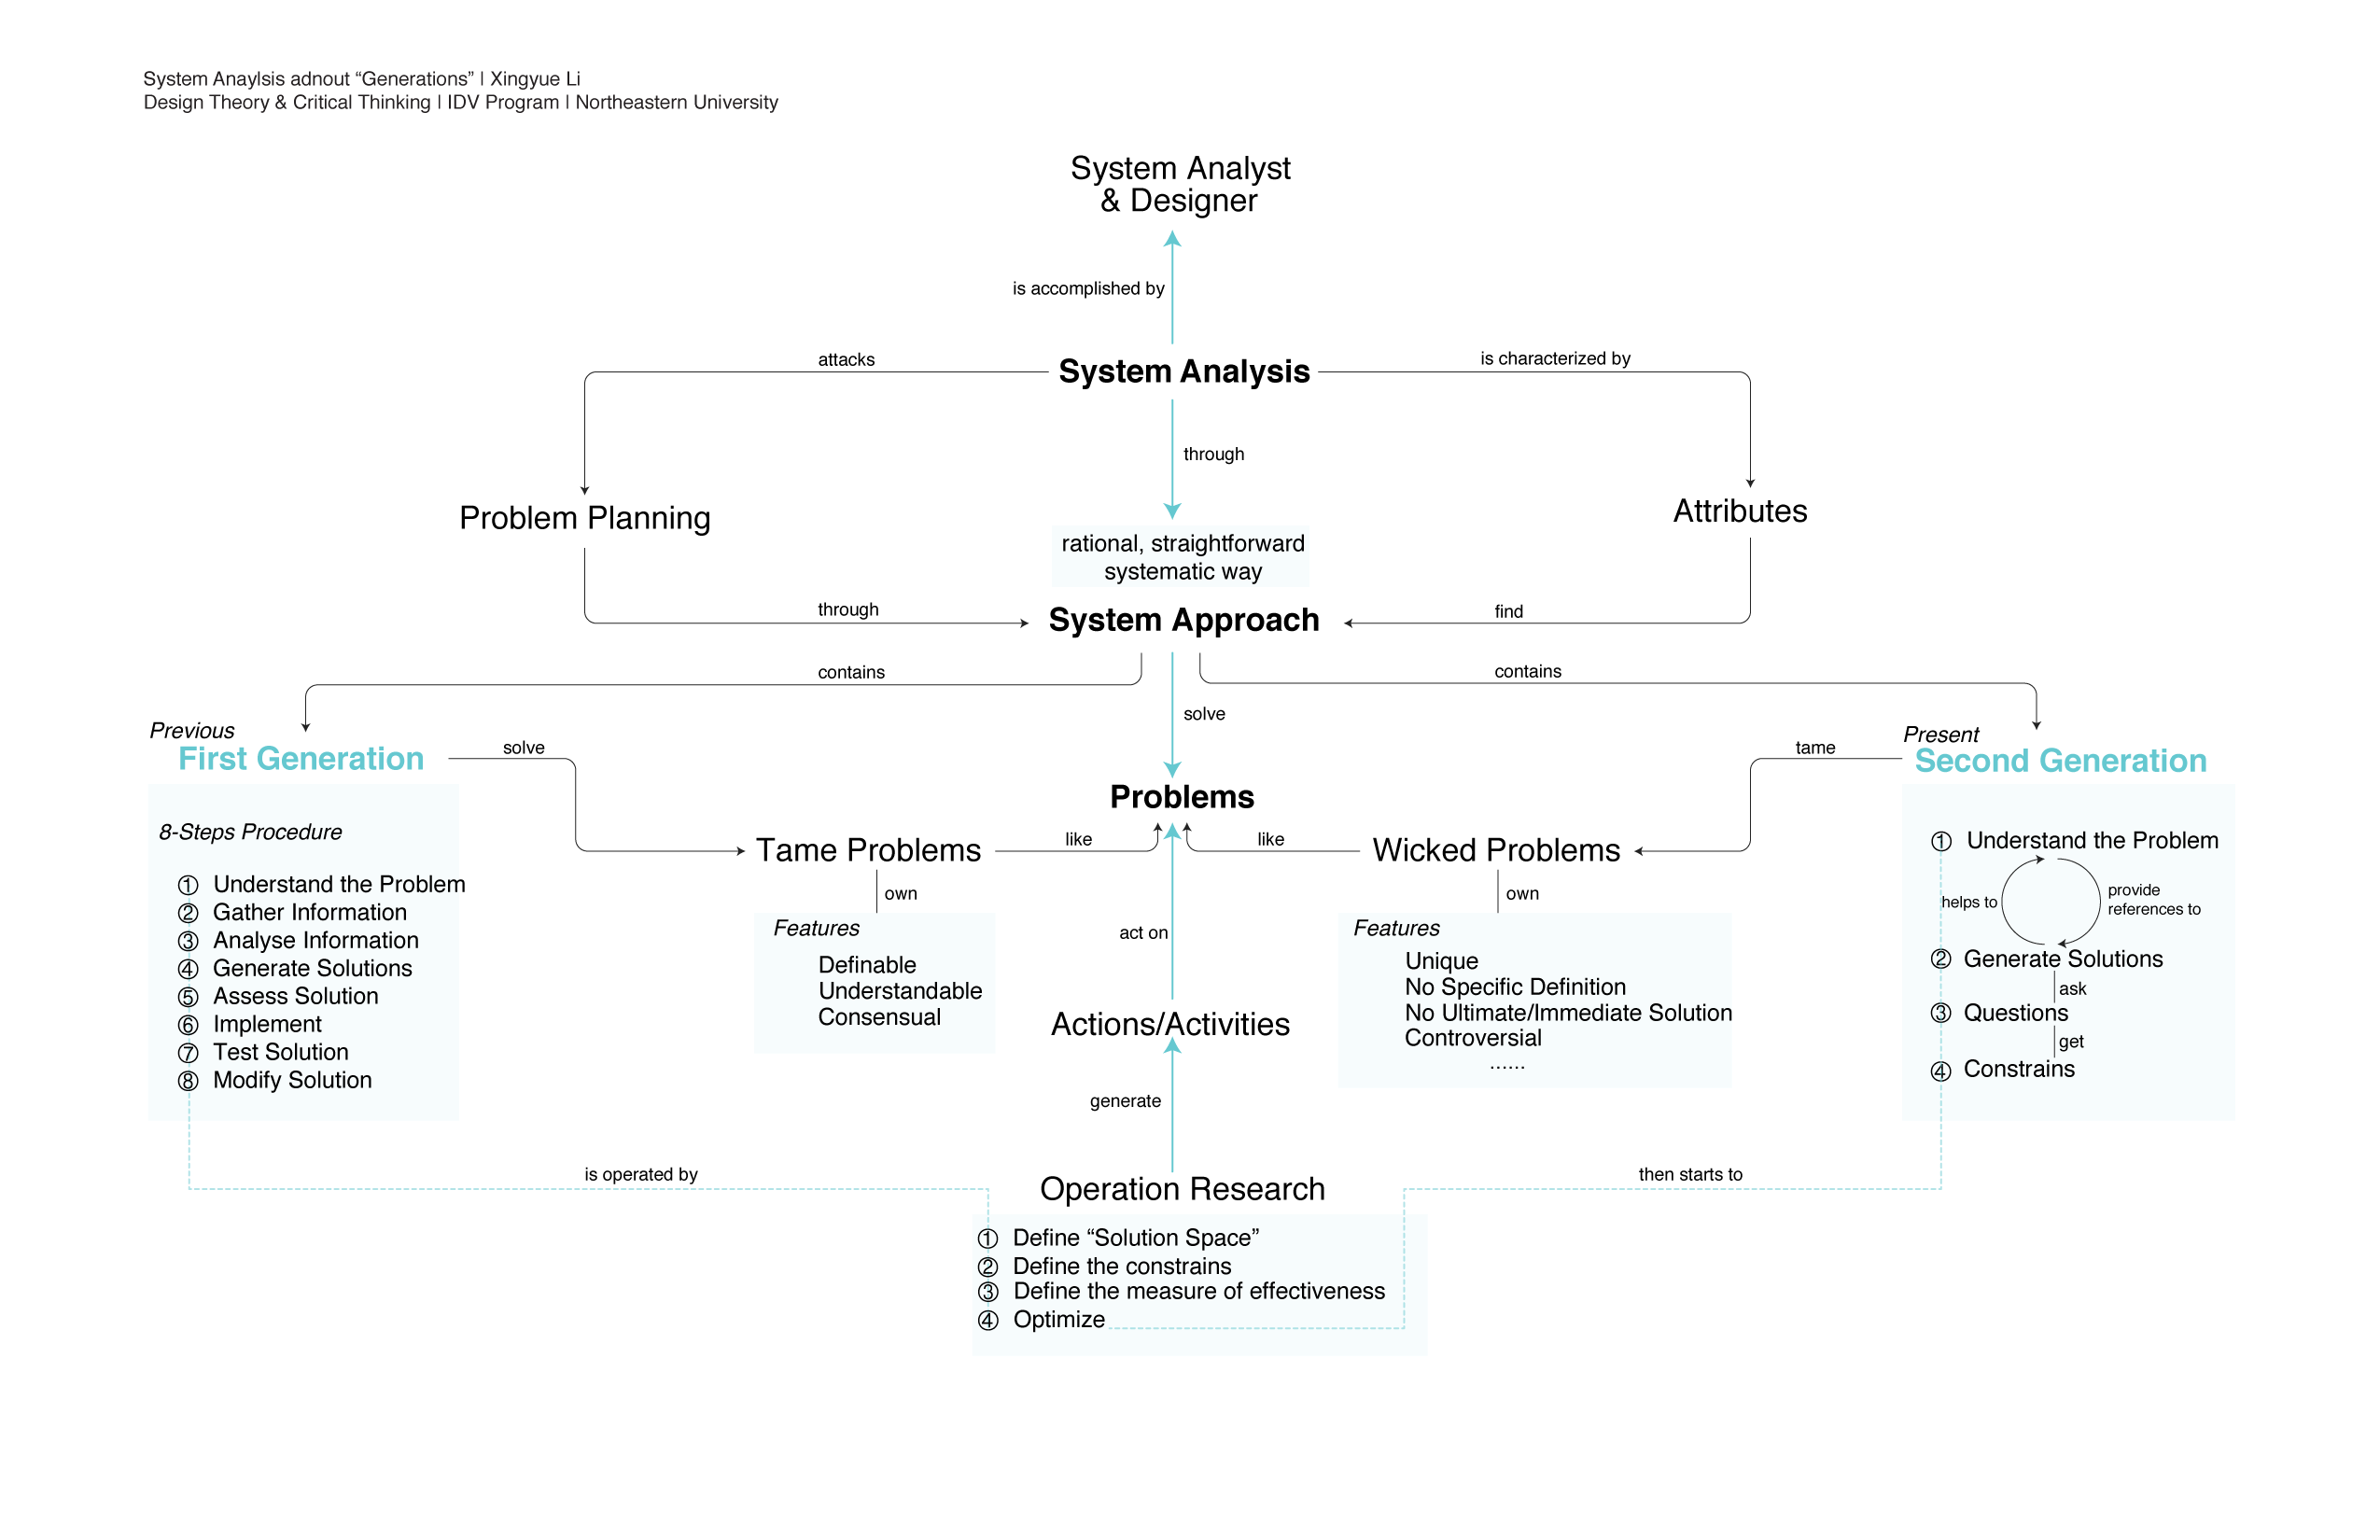 System Anaylsis adnout “Generations” | Xingyue Li
Design Theory & Critical Thinking | IDV Program | Northeastern University
System Analyst
& Designer
is accomplished by
attacks
System Analysis
is characterized by
through
Problem Planning
Attributes
rational, straightforward
systematic way
through
System Approach
find
contains
contains
solve
Previous
First Generation
solve
Present
Second Generation
tame
Problems
8-Steps Procedure
① Understand the Problem
② Gather Information
③ Analyse Information
④ Generate Solutions
⑤ Assess Solution
⑥ Implement
⑦ Test Solution
⑧ Modify Solution
Tame Problems
like
like
Wicked Problems
own
Features
Definable
Understandable
Consensual
own
Features
Unique
No Specific Definition
No Ultimate/Immediate Solution
Controversial
......
① Understand the Problem
helps to
provide
references to
② Generate Solutions
ask
③ Questions
get
④ Constrains
act on
Actions/Activities
generate
is operated by
then starts to
Operation Research
① Define “Solution Space”
② Define the constrains
③ Define the measure of effectiveness
④ Optimize